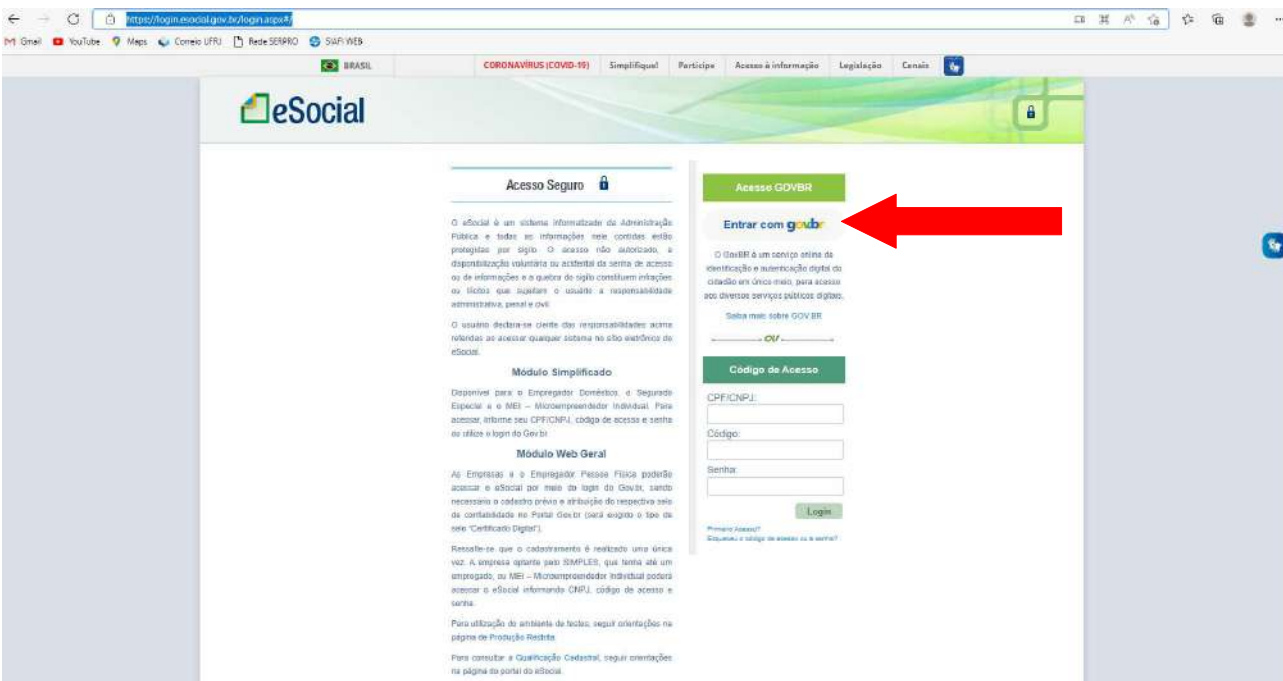 https://login.esocial.gov.br/login.aspx#/
Gmail YouTube Maps Correio UFRJ Rede SERPRO SIAFI WEB
BRASIL CORONAVÍRUS (COVID-19) Simplifique! Participe Acesso à informação Legislação Canais
eSocial
Acesso Seguro
O eSocial é um sistema informatizado da Administração
Pública e todas as informações nele contidas estão
protegidas por sigilo. O acesso não autorizado, a
disponibilização voluntária ou acidental da senha de acesso
ou de informações e a quebra do sigilo constituem infrações
ou ilícitos que sujeitam o usuário a responsabilidade
administrativa, penal e civil.
O usuário declara-se ciente das responsabilidades acima
referidas ao acessar qualquer sistema no sítio eletrônico do
eSocial.
Módulo Simplificado
Disponível para o Empregador Doméstico, o Segurado
Especial e o MEI – Microempreendedor Individual. Para
acessar, informe seu CPF/CNPJ, código de acesso e senha
ou utilize o login do Gov.br.
Módulo Web Geral
As Empresas e o Empregador Pessoa Física poderão
acessar o eSocial por meio do login do Gov.br, sendo
necessário o cadastro prévio e atribuição do respectivo selo
de confiabilidade no Portal Gov.br (será exigido o tipo de
selo "Certificado Digital").
Ressalte-se que o cadastramento é realizado uma única
vez. A empresa optante pelo SIMPLES, que tenha até um
empregado, ou MEI – Microempreendedor Individual poderá
acessar o eSocial informando CNPJ, código de acesso e
senha.
Para utilização do ambiente de testes, seguir orientações na
página de Produção Restrita.
Para consultar a Qualificação Cadastral, seguir orientações
na página do portal do eSocial.
Acesso GOVBR
Entrar com gov.br
O GovBR é um serviço online de
identificação e autenticação digital do
cidadão em único meio, para acesso
aos diversos serviços públicos digitais.
Saiba mais sobre GOV.BR
OU
Código de Acesso
CPF/CNPJ:
Código:
Senha:
Login
Primeiro Acesso?
Esqueceu o código de acesso ou a senha?